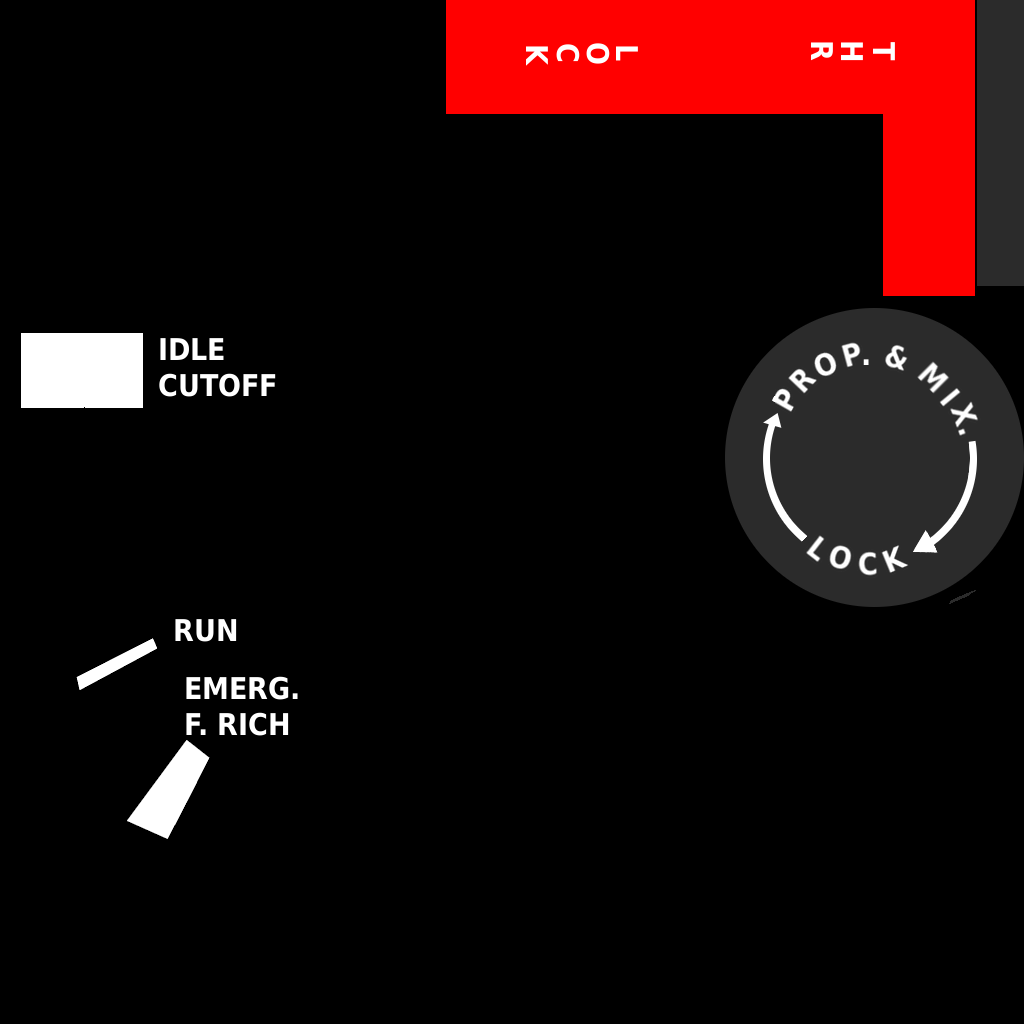 THR
LOCK
IDLE
CUTOFF
PROP. & MIX.
LOCK
RUN
EMERG.
F. RICH